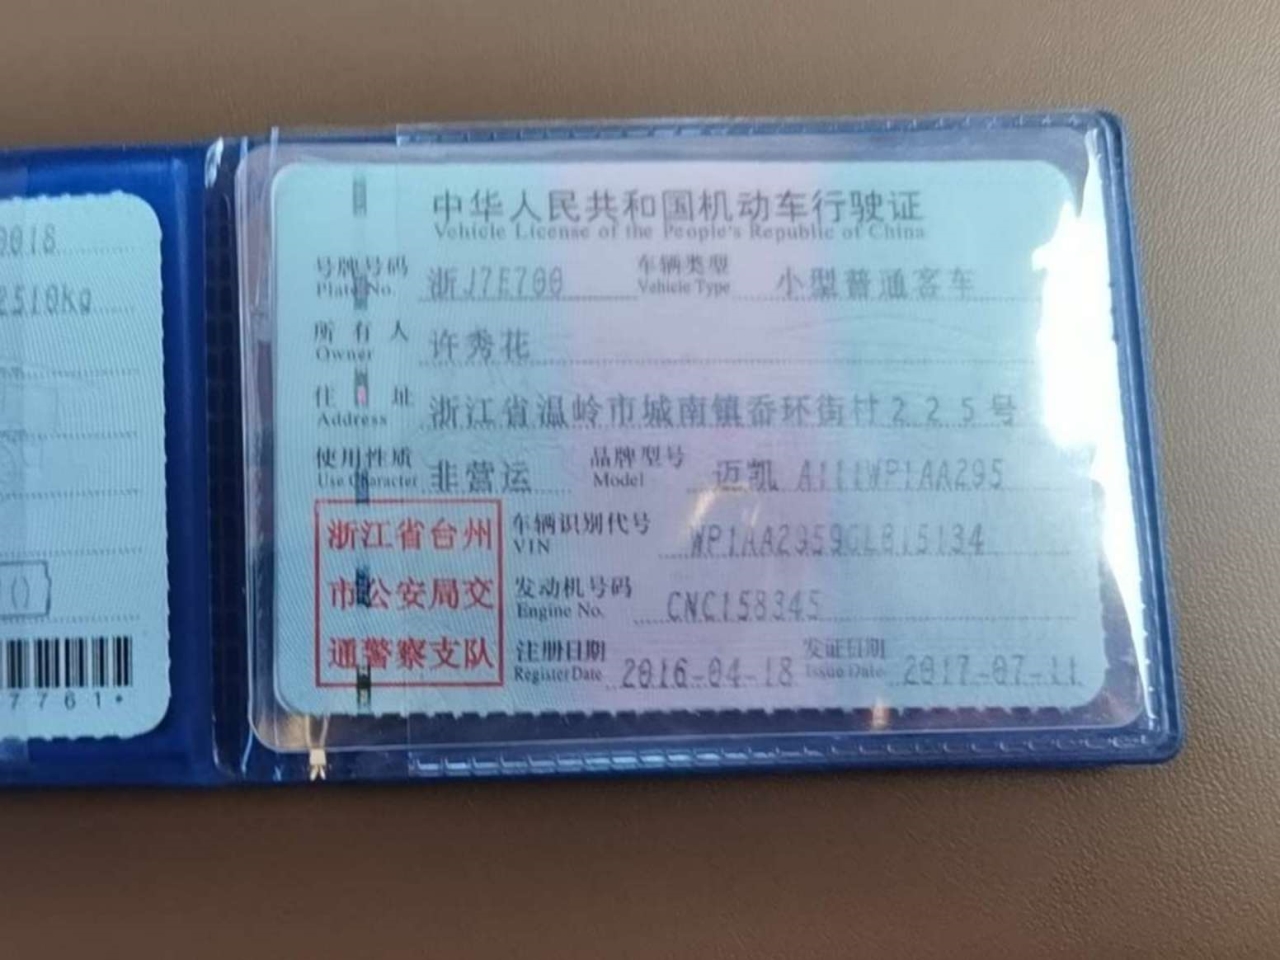 0018
2510kg
7761*
中华人民共和国机动车行驶证
Vehicle License of the People's Republic of China
号牌号码 浙J7E700 车辆类型 小型普通客车
Plate No. Vehicle Type
所有人 许秀花
Owner
住址 浙江省温岭市城南镇岙环街村225号
Address
使用性质 非营运 品牌型号 迈凯 A111WP1AA295
Use Character Model
浙江省台州
市公安局交
通警察支队
车辆识别代号
VIN
发动机号码 CNC158345
Engine No.
注册日期 2016-04-18 发证日期 2017-07-11
Register Date Issue Date